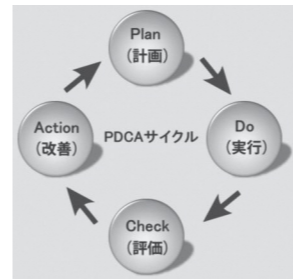 Plan
(計画)
Do
(実行)
Check
(評価)
Action
(改善)
PDCAサイクル